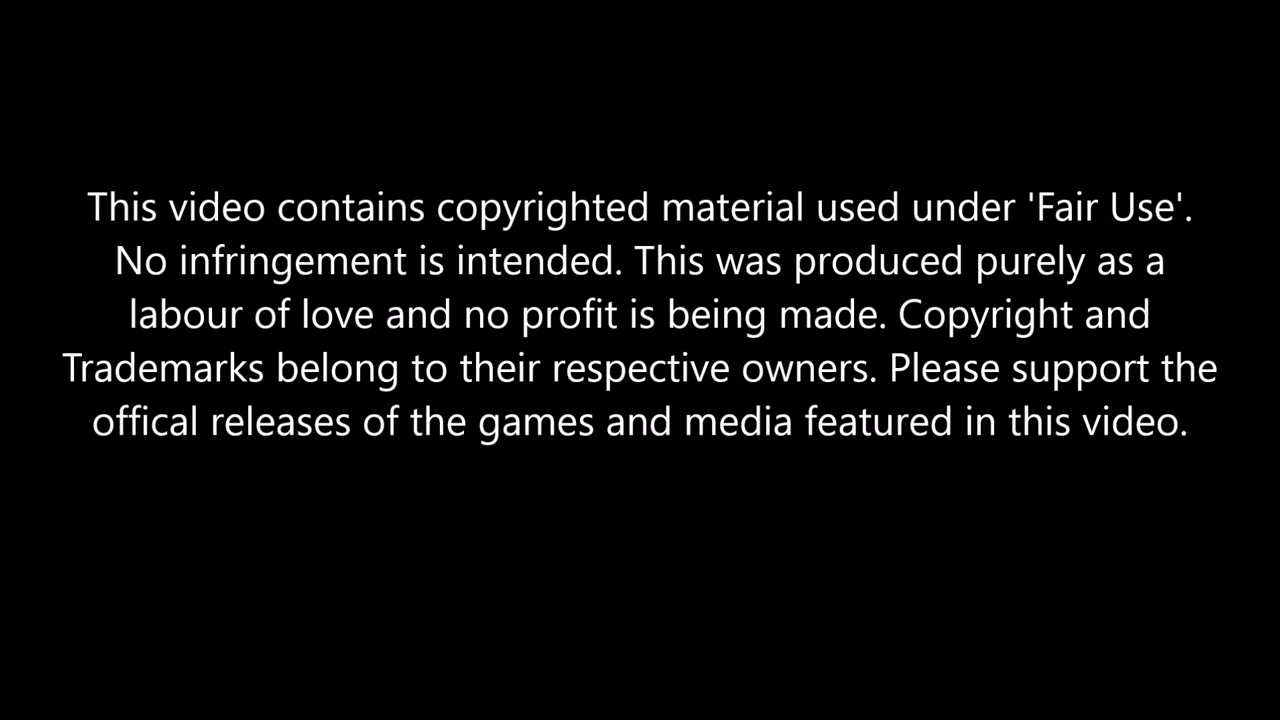 This video contains copyrighted material used under 'Fair Use'.
No infringement is intended. This was produced purely as a
labour of love and no profit is being made. Copyright and
Trademarks belong to their respective owners. Please support the
offical releases of the games and media featured in this video.